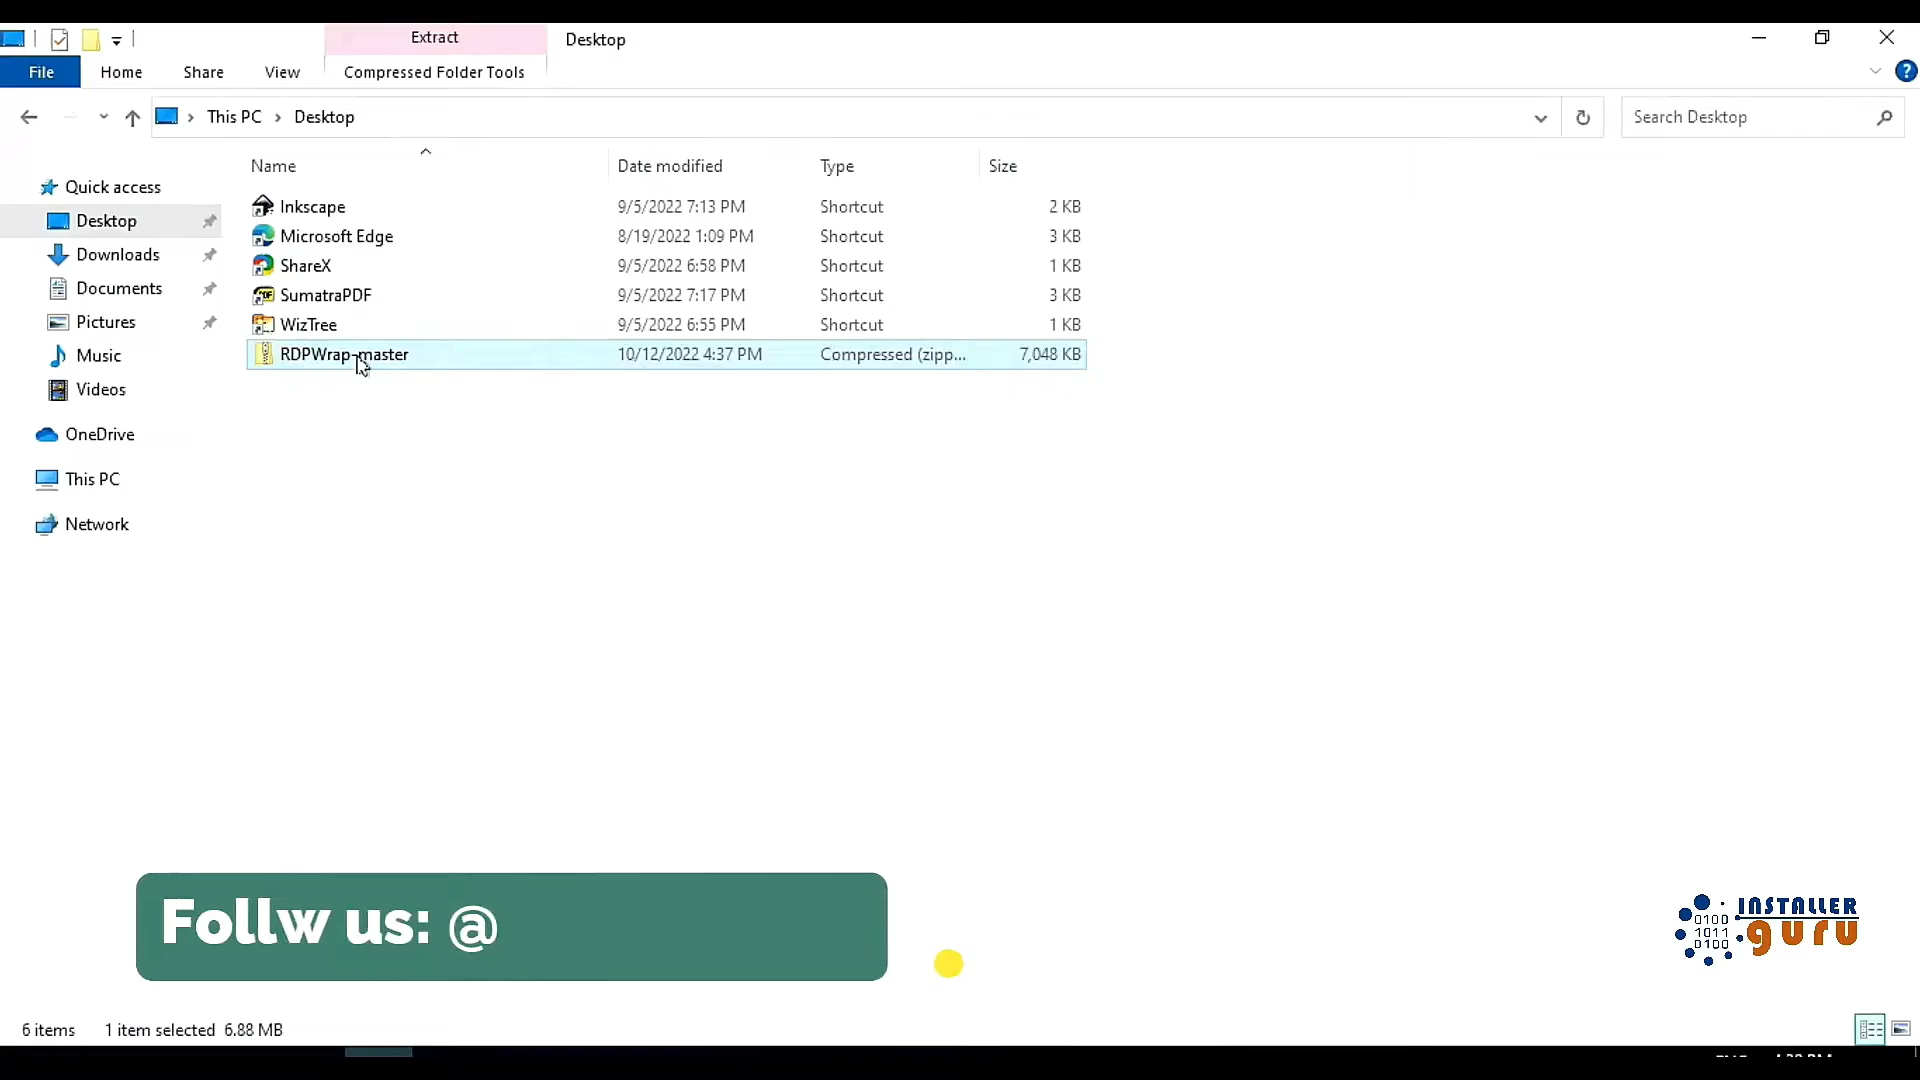 Extract
Desktop
File
Home
Share
View
Compressed Folder Tools
This PC
Desktop
Search Desktop
Name
Date modified
Type
Size
Quick access
Desktop
Downloads
Documents
Pictures
Music
Videos
OneDrive
This PC
Network
Inkscape 9/5/2022 7:13 PM Shortcut 2 KB
Microsoft Edge 8/19/2022 1:09 PM Shortcut 3 KB
ShareX 9/5/2022 6:58 PM Shortcut 1 KB
SumatraPDF 9/5/2022 7:17 PM Shortcut 3 KB
WizTree 9/5/2022 6:55 PM Shortcut 1 KB
RDPWrap-master 10/12/2022 4:37 PM Compressed (zipp... 7,048 KB
Follw us: @
0100
1011
0100
INSTALLER
guru
6 items
1 item selected 6.88 MB